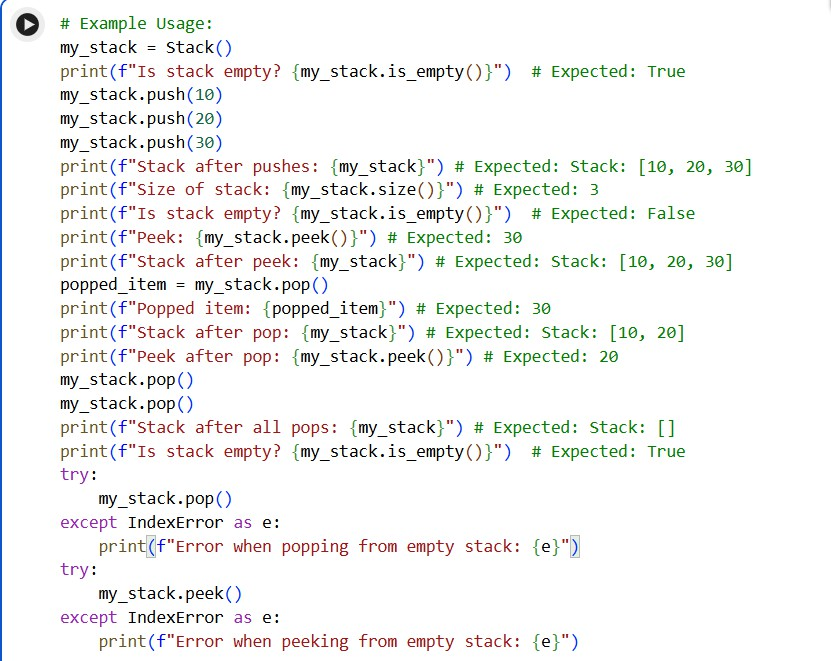 # Example Usage:
my_stack = Stack()
print(f"Is stack empty? {my_stack.is_empty()}")  # Expected: True
my_stack.push(10)
my_stack.push(20)
my_stack.push(30)
print(f"Stack after pushes: {my_stack}") # Expected: Stack: [10, 20, 30]
print(f"Size of stack: {my_stack.size()}") # Expected: 3
print(f"Is stack empty? {my_stack.is_empty()}")  # Expected: False
print(f"Peek: {my_stack.peek()}") # Expected: 30
print(f"Stack after peek: {my_stack}") # Expected: Stack: [10, 20, 30]
popped_item = my_stack.pop()
print(f"Popped item: {popped_item}") # Expected: 30
print(f"Stack after pop: {my_stack}") # Expected: Stack: [10, 20]
print(f"Peek after pop: {my_stack.peek()}") # Expected: 20
my_stack.pop()
my_stack.pop()
print(f"Stack after all pops: {my_stack}") # Expected: Stack: []
print(f"Is stack empty? {my_stack.is_empty()}")  # Expected: True
try:
    my_stack.pop()
except IndexError as e:
    print(f"Error when popping from empty stack: {e}")
try:
    my_stack.peek()
except IndexError as e:
    print(f"Error when peeking from empty stack: {e}")